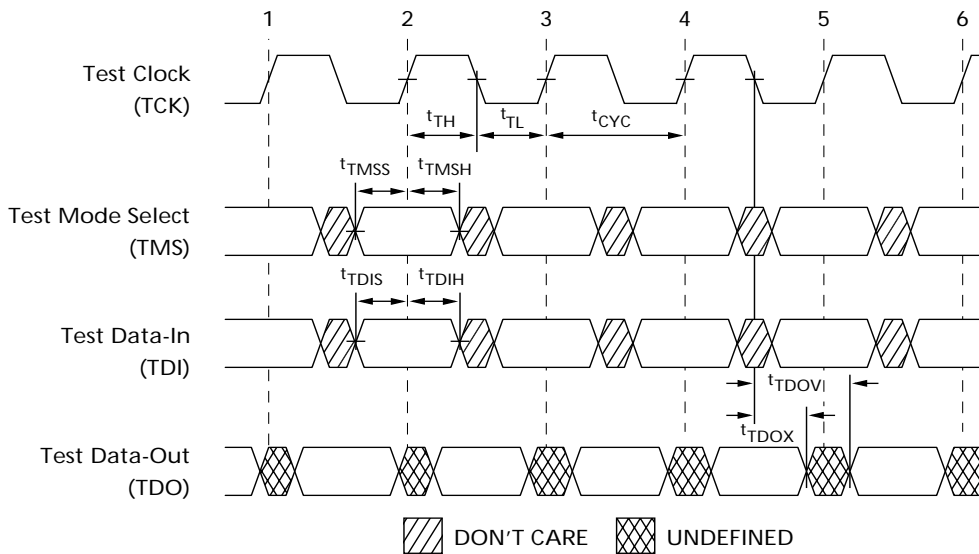 1 2 3 4 5 6
Test Clock
(TCK)
tTH tTL tCYC
tTMSS tTMSH
Test Mode Select
(TMS)
tTDIS tTDIH
Test Data-In
(TDI)
tTDOV
tTDOX
Test Data-Out
(TDO)
DON'T CARE UNDEFINED